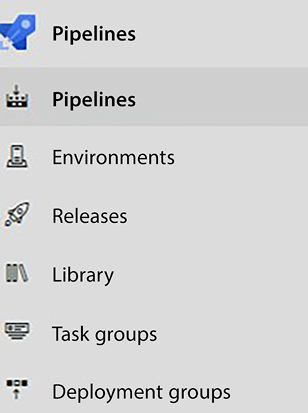 Pipelines
Pipelines
Environments
Releases
Library
Task groups
Deployment groups